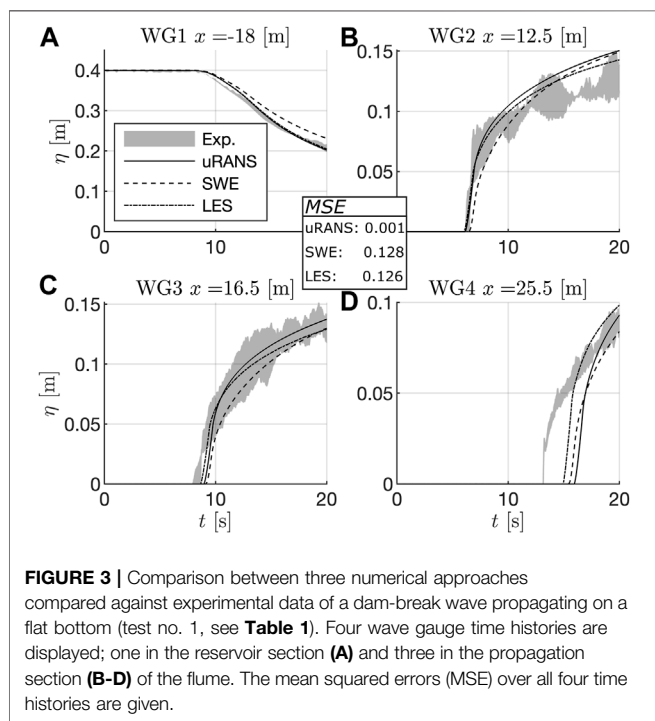 A WG1 x =-18 [m]
0.4
0.3
0.2
0.1
0
η [m]
Exp.
uRANS
SWE
LES
0 10
B WG2 x =12.5 [m]
0.15
0.1
0.05
0
10 20
MSE
uRANS: 0.001
SWE: 0.128
LES: 0.126
C WG3 x =16.5 [m]
0.15
0.1
0.05
0
η [m]
0 10 20
t [s]
D WG4 x =25.5 [m]
0.1
0.05
0
0 10 20
t [s]
FIGURE 3 | Comparison between three numerical approaches
compared against experimental data of a dam-break wave propagating on a
flat bottom (test no. 1, see Table 1). Four wave gauge time histories are
displayed; one in the reservoir section (A) and three in the propagation
section (B-D) of the flume. The mean squared errors (MSE) over all four time
histories are given.